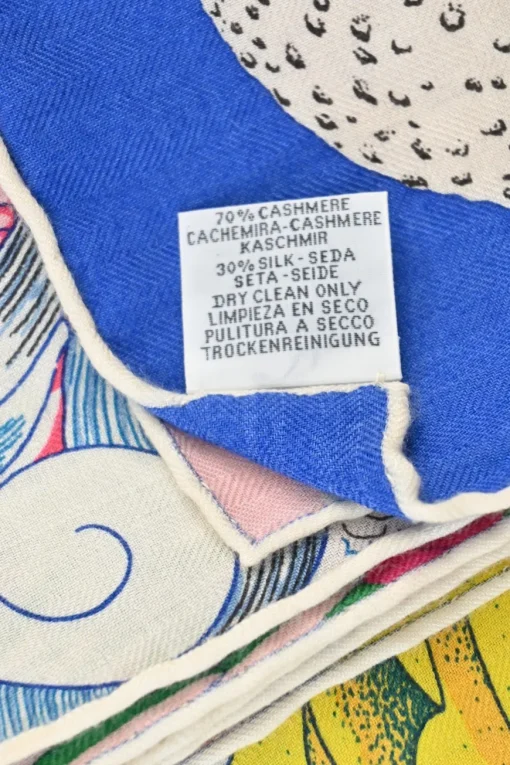 70% CASHMERE
CACHEMIRA-CASHMERE
KASCHMIR
30% SILK-SEDA
SETA-SEIDE
DRY CLEAN ONLY
LIMPIEZA EN SECO
PULITURA A SECCO
TROCKENREINIGUNG